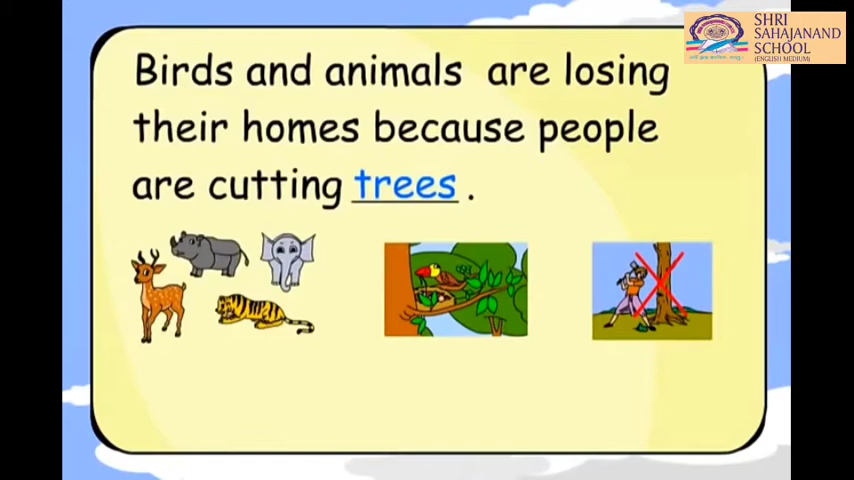 SHRI
SAHAJANAND
SCHOOL
(ENGLISH MEDIUM)
Birds and animals are losing
their homes because people
are cutting trees.